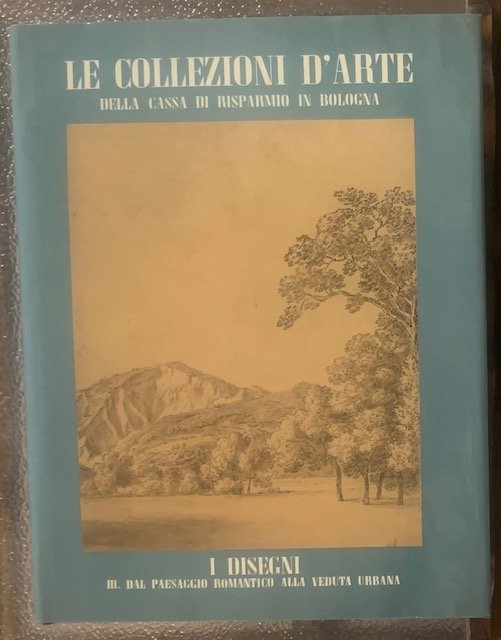 LE COLLEZIONI D'ARTE
DELLA CASSA DI RISPARMIO IN BOLOGNA
I DISEGNI
III. DAL PAESAGGIO ROMANTICO ALLA VEDUTA URBANA